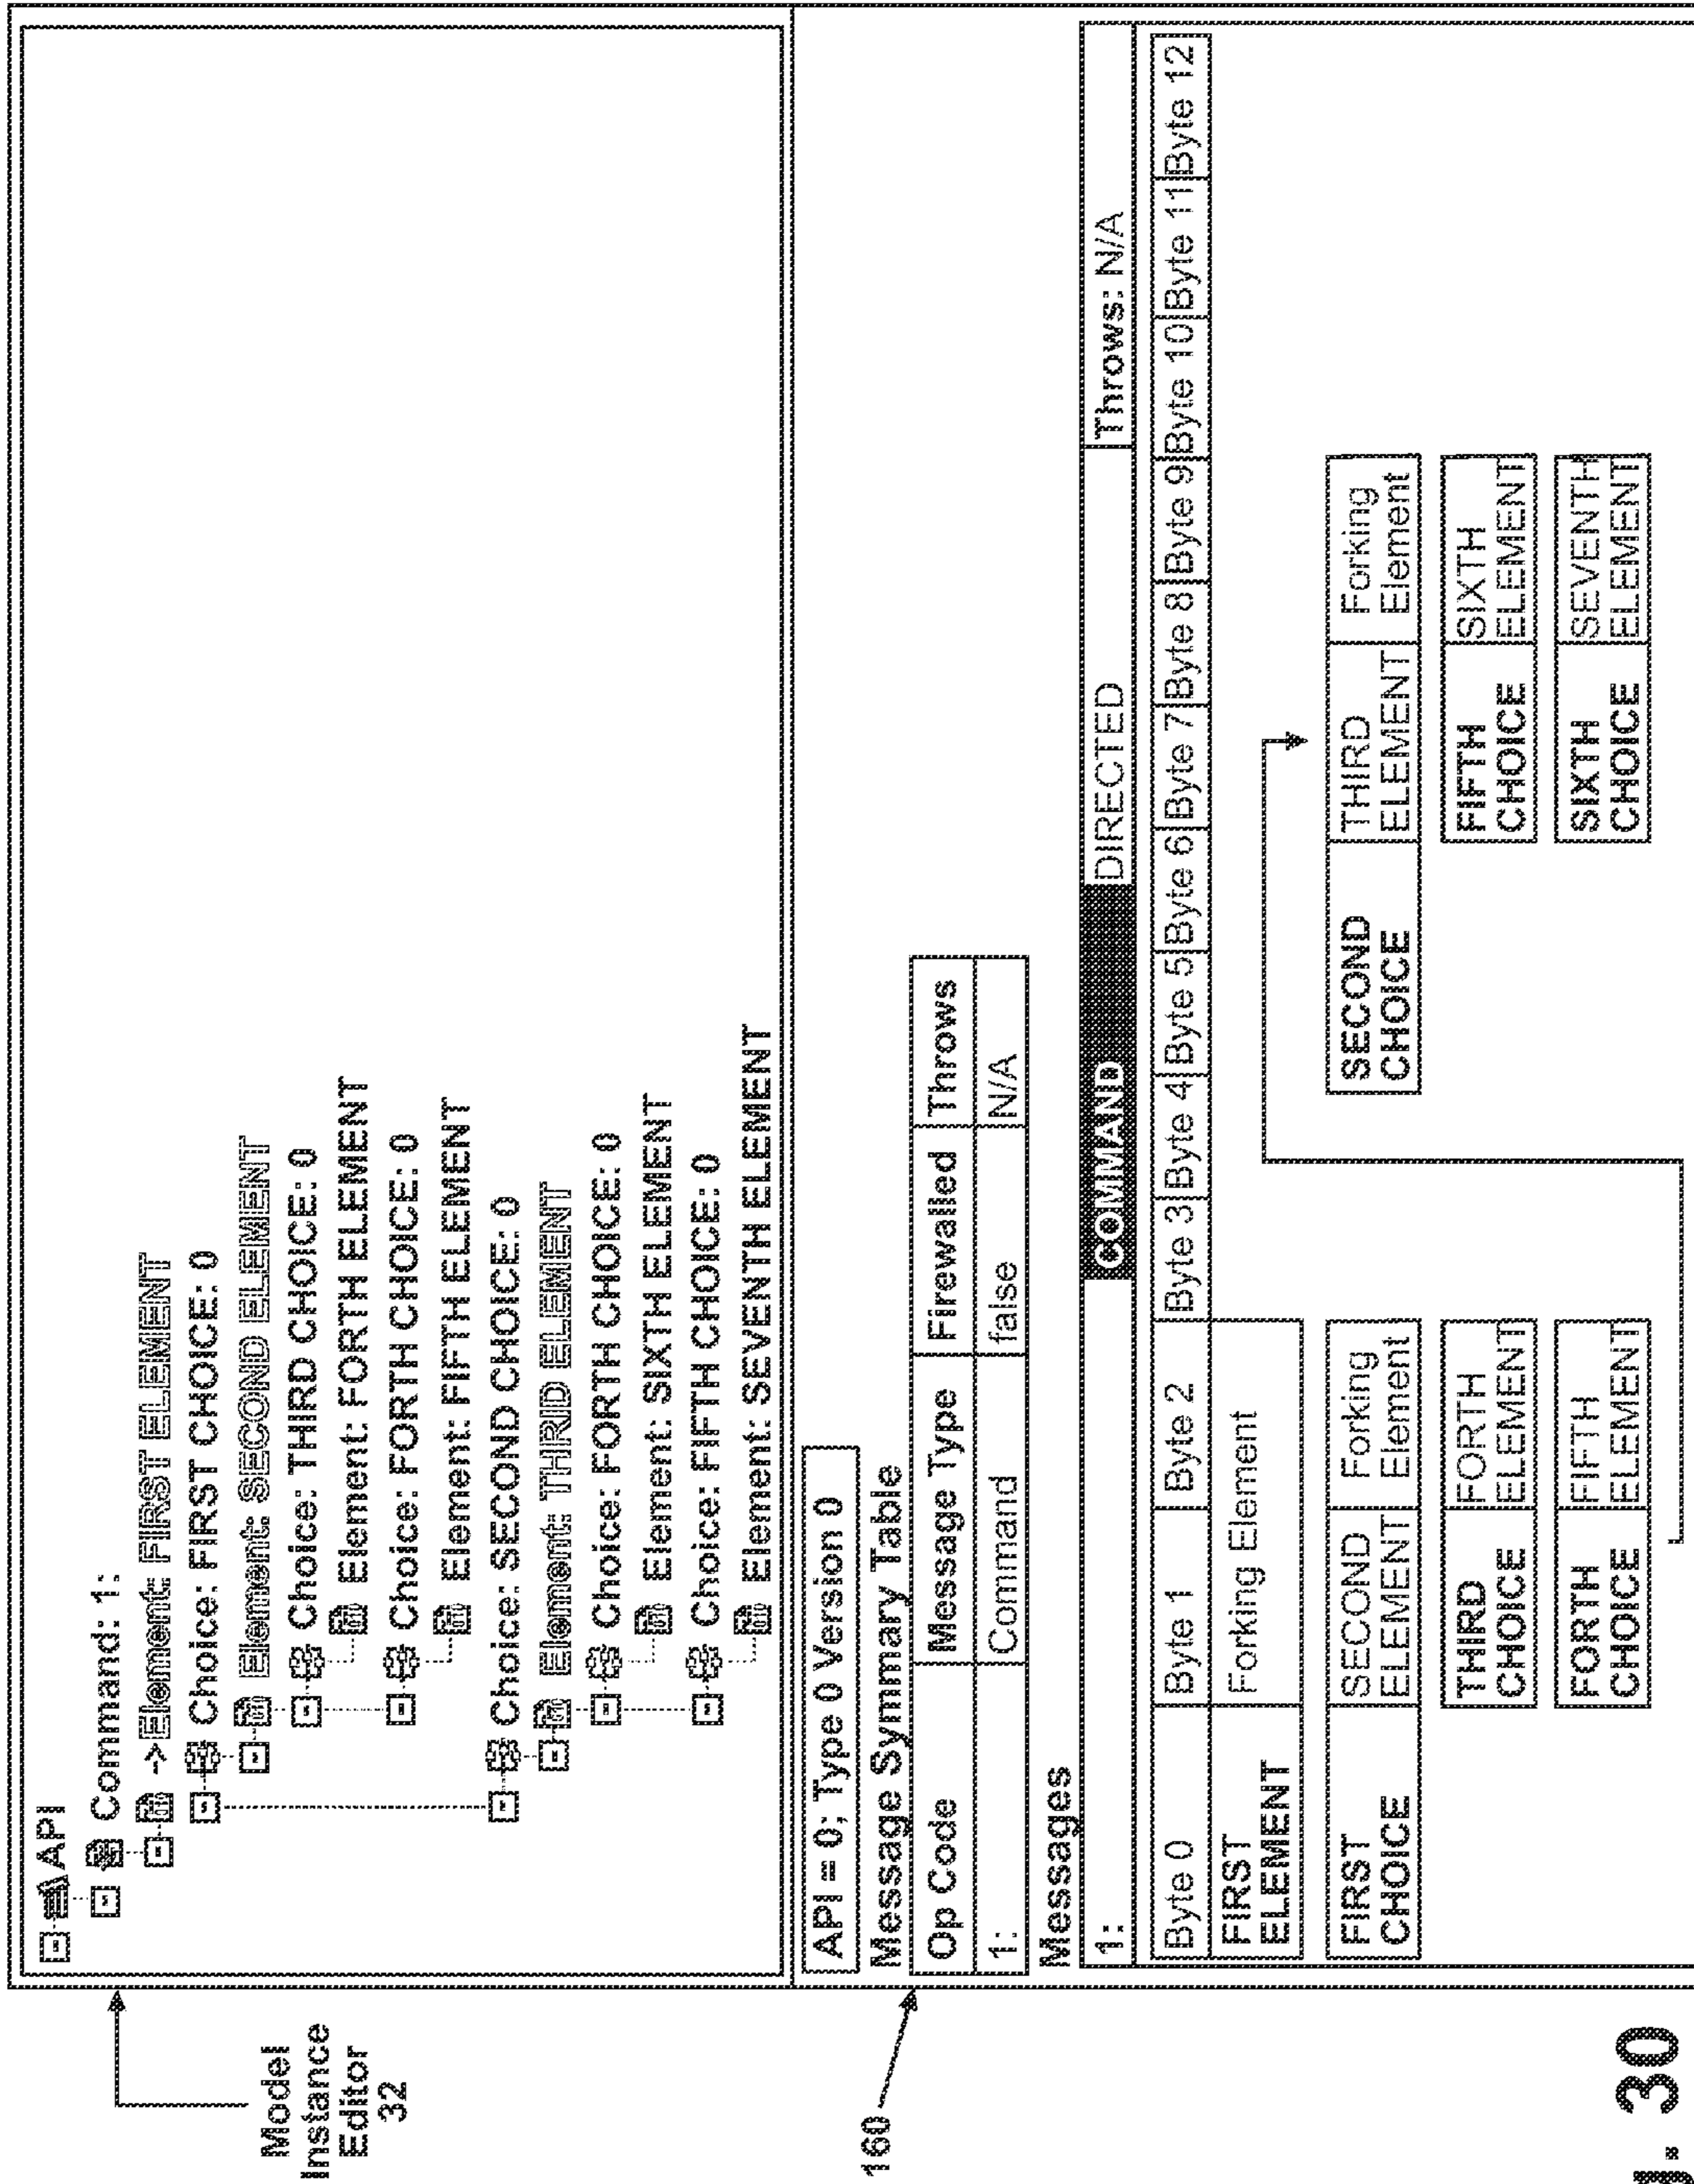 API
Command: 1:
->Element: FIRST ELEMENT
Choice: FIRST CHOICE: 0
Element: SECOND ELEMENT
Choice: THIRD CHOICE: 0
Element: FORTH ELEMENT
Choice: FORTH CHOICE: 0
Element: FIFTH ELEMENT
Choice: SECOND CHOICE: 0
Element: THRID ELEMENT
Choice: FORTH CHOICE: 0
Element: SIXTH ELEMENT
Choice: FIFTH CHOICE: 0
Element: SEVENTH ELEMENT
Model
Instance
Editor
32
API = 0; Type 0 Version 0
Message Symmary Table
Op Code Message Type Firewalled Throws
1: Command false N/A
160
Messages
1: COMMAND DIRECTED Throws: N/A
Byte 0 Byte 1 Byte 2 Byte 3 Byte 4 Byte 5 Byte 6 Byte 7 Byte 8 Byte 9 Byte 10 Byte 11 Byte 12
FIRST
ELEMENT
Forking Element
FIRST
CHOICE
SECOND
ELEMENT
Forking
Element
SECOND
CHOICE
THIRD
ELEMENT
Forking
Element
THIRD
CHOICE
FORTH
ELEMENT
FIFTH
CHOICE
SIXTH
ELEMENT
FORTH
CHOICE
FIFTH
ELEMENT
SIXTH
CHOICE
SEVENTH
ELEMENT
30